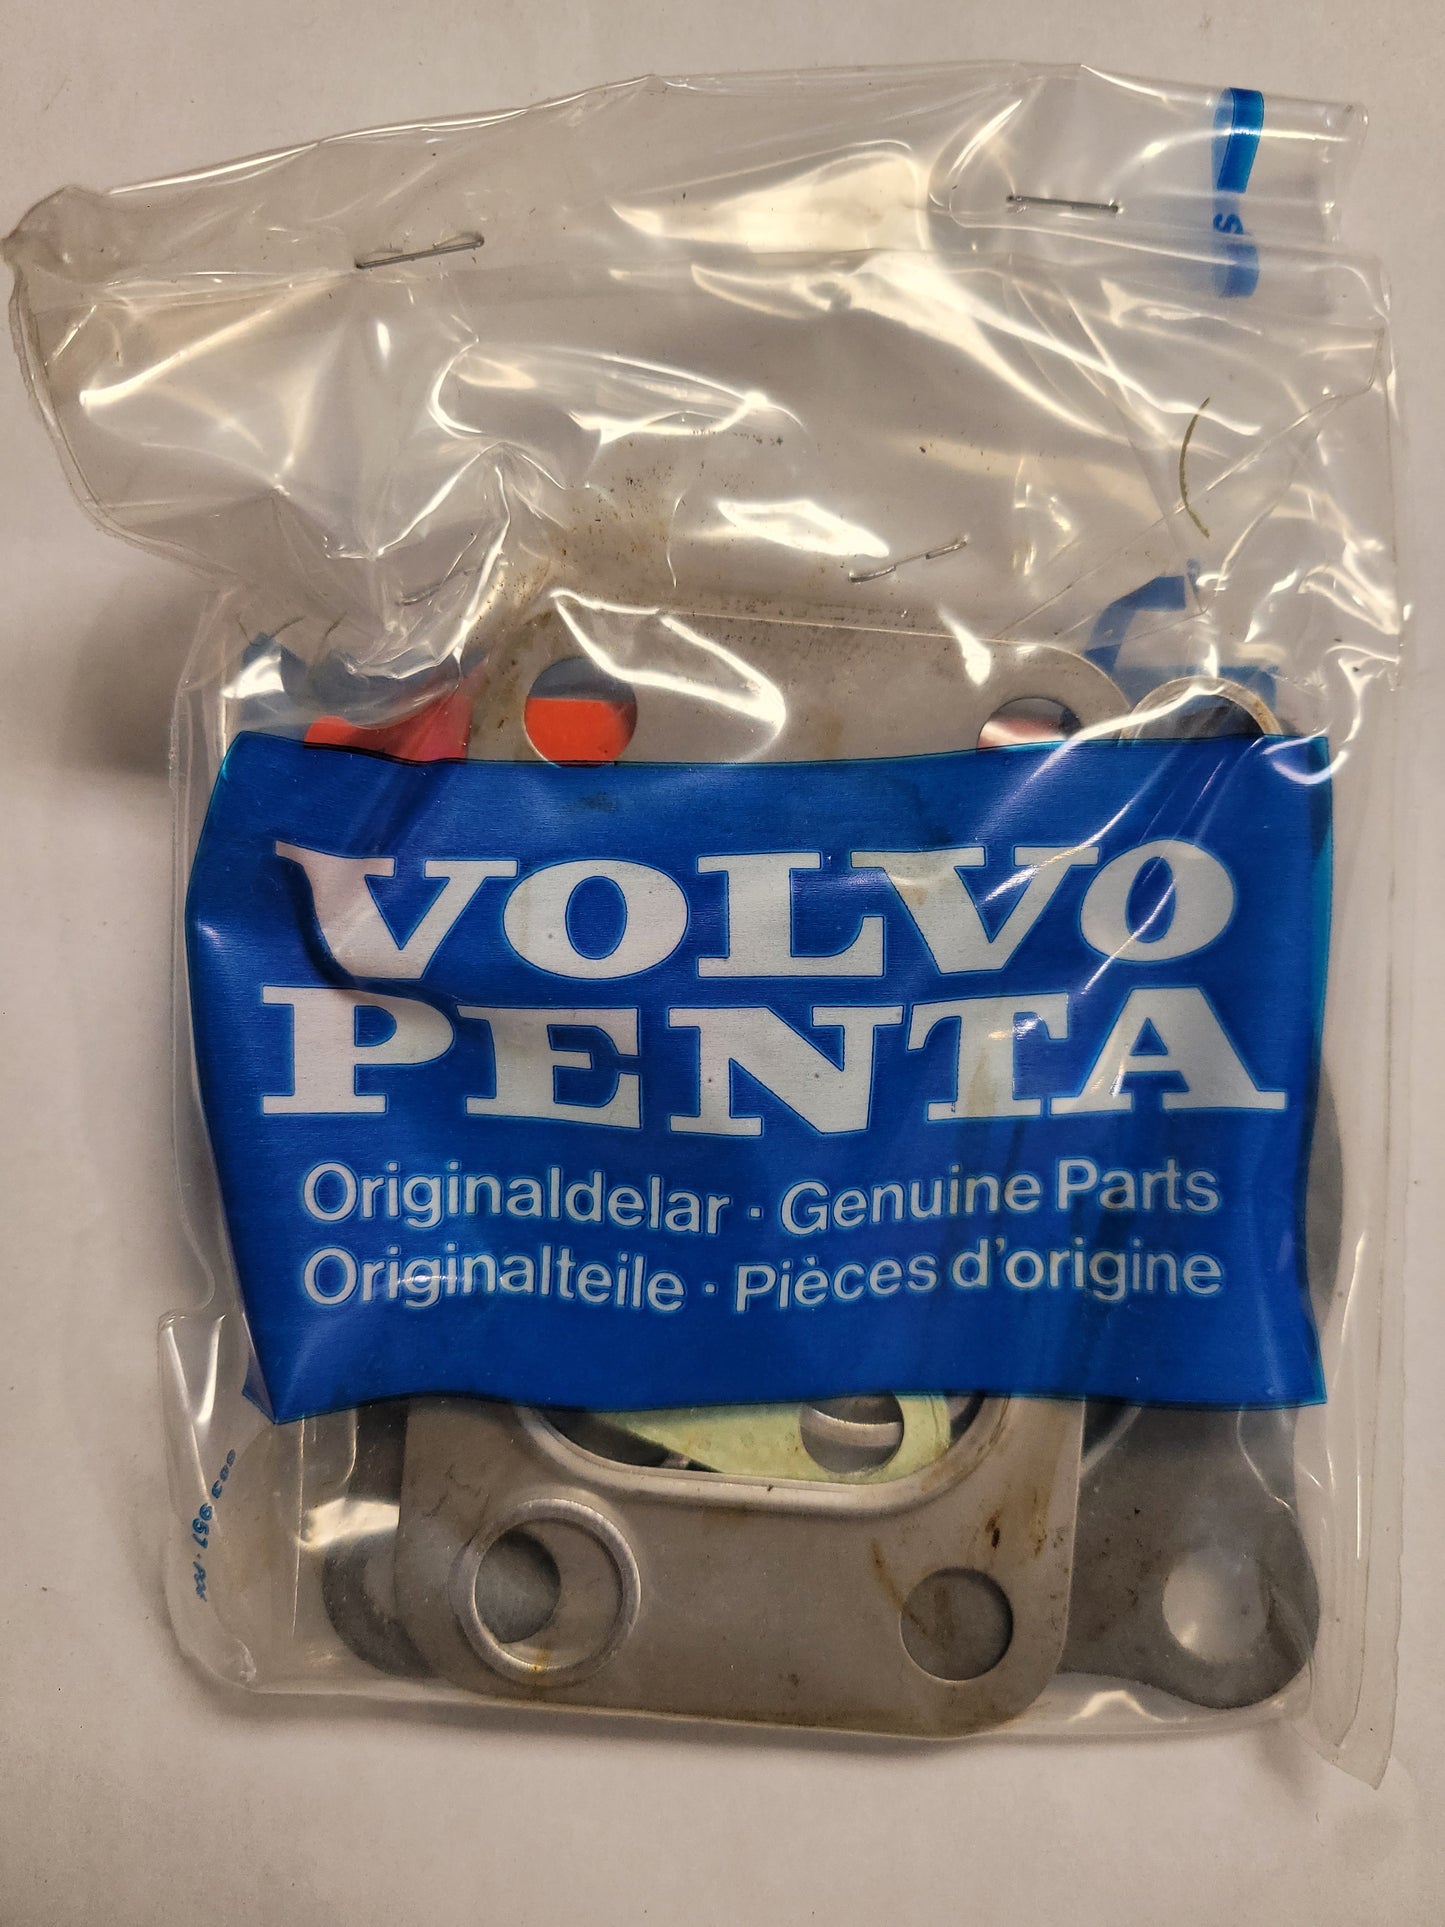 VOLVO
PENTA
Originaldelar · Genuine Parts
Originalteile · Pièces d'origine